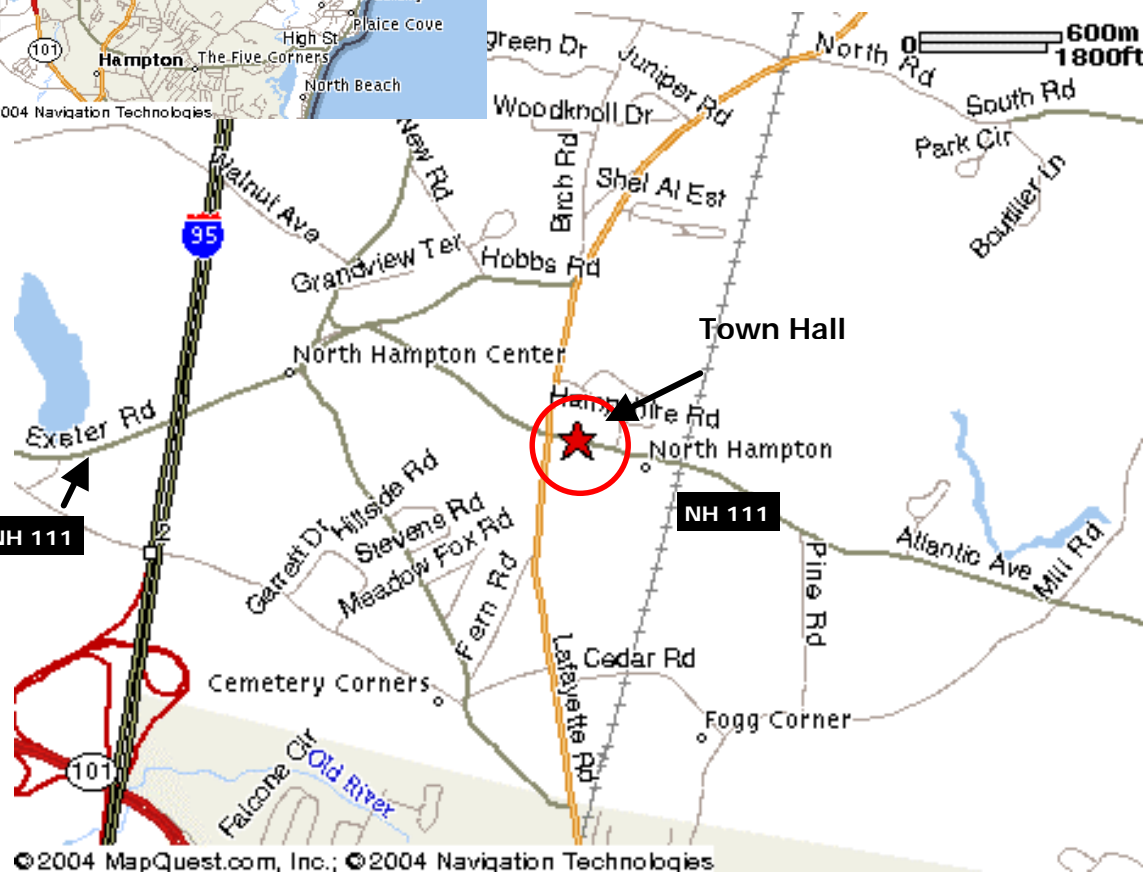 Plaice Cove
High St
101
Hampton
The Five Corners
North Beach
004 Navigation Technologies
green Dr
Juniper Rd
North Rd
0 600m
1800ft
Woodknoll Dr
South Rd
Park Cir
New Rd
Walnut Ave
Birch Rd
Shel Al Est
Boutilier Ln
95
Grandview Ter
Hobbs Rd
Town Hall
North Hampton Center
Hampshire Rd
Exeter Rd
North Hampton
NH 111
NH 111
2
Hillside Rd
Stevens Rd
Garrett Dr
Meadow Fox Rd
Fern Rd
Atlantic Ave
Mill Rd
Pine Rd
Lafayette Rd
Cedar Rd
Cemetery Corners
Fogg Corner
101
Falcone Cir
Old River
©2004 MapQuest.com, Inc.; ©2004 Navigation Technologies